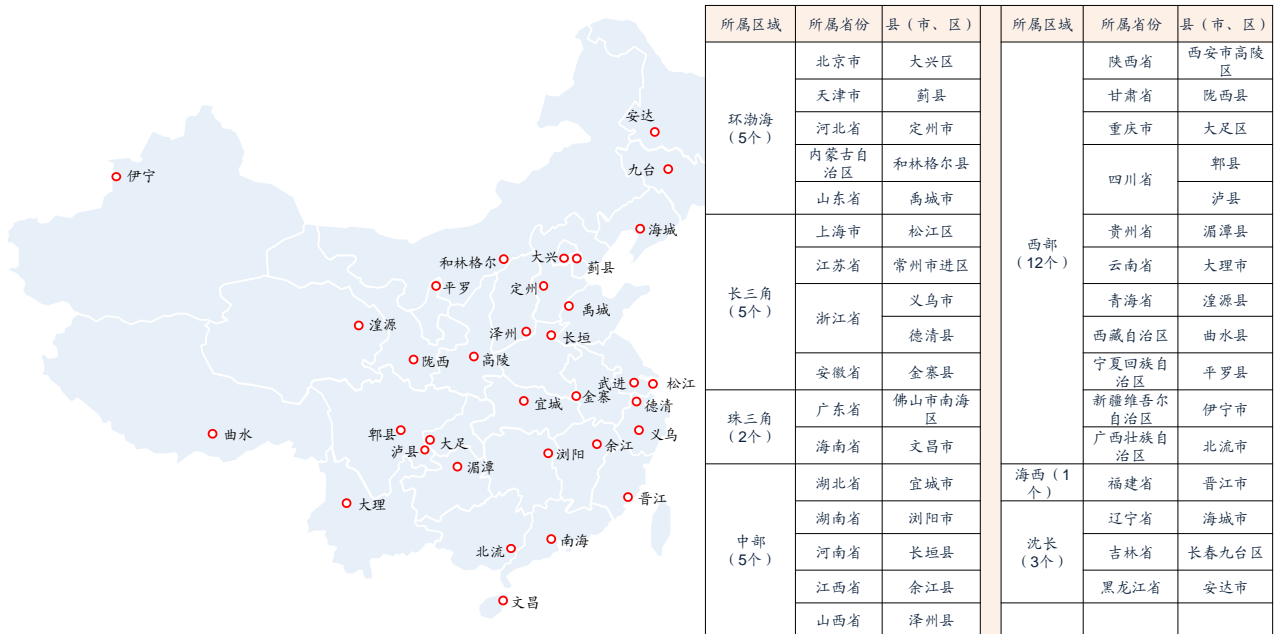 安达
九台
伊宁
海城
和林格尔
大兴
蓟县
平罗
定州
禹城
湟源
泽州
长垣
陇西
高陵
武进
松江
宜城
金寨
德清
曲水
郫县
大足
泸县
湄潭
浏阳
余江
义乌
大理
晋江
北流
南海
文昌
所属区域 所属省份 县（市、区）
环渤海
（5个）
北京市 大兴区
天津市 蓟县
河北省 定州市
内蒙古自
治区
和林格尔县
山东省 禹城市
长三角
（5个）
上海市 松江区
江苏省 常州市进区
浙江省
义乌市
德清县
安徽省 金寨县
珠三角
（2个）
广东省
佛山市南海
区
海南省 文昌市
中部
（5个）
湖北省 宜城市
湖南省 浏阳市
河南省 长垣县
江西省 余江县
山西省 泽州县
所属区域 所属省份 县（市、区）
西部
（12个）
陕西省
西安市高陵
区
甘肃省 陇西县
重庆市 大足区
四川省
郫县
泸县
贵州省 湄潭县
云南省 大理市
青海省 湟源县
西藏自治区 曲水县
宁夏回族自
治区
平罗县
新疆维吾尔
自治区
伊宁市
广西壮族自
治区
北流市
海西（1
个）
福建省 晋江市
沈长
（3个）
辽宁省 海城市
吉林省 长春九台区
黑龙江省 安达市